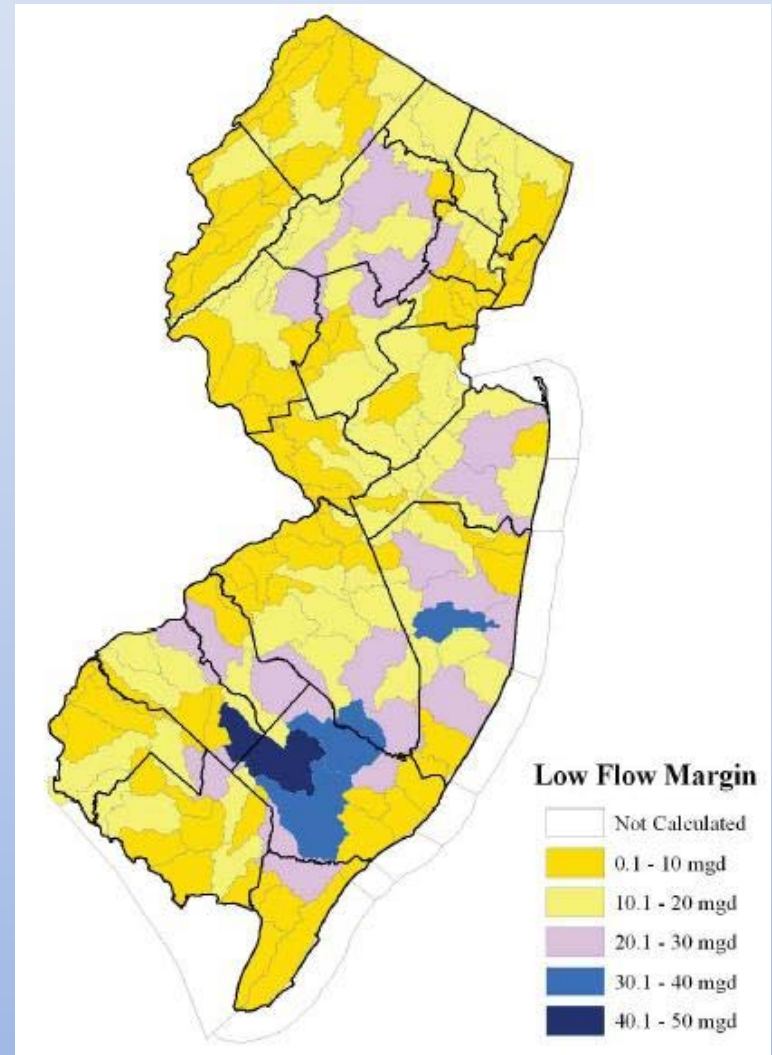 Low Flow Margin
Not Calculated
0.1 - 10 mgd
10.1 - 20 mgd
20.1 - 30 mgd
30.1 - 40 mgd
40.1 - 50 mgd